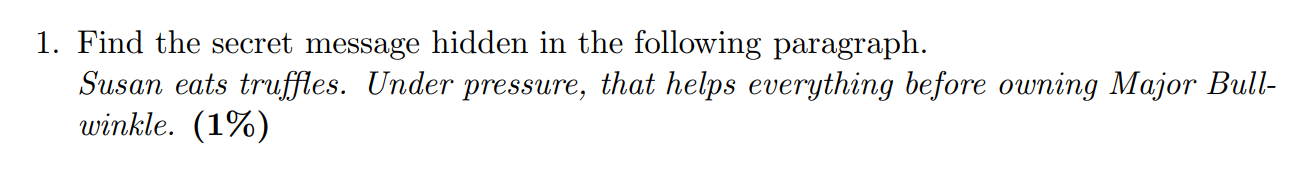 1. Find the secret message hidden in the following paragraph.
Susan eats truffles. Under pressure, that helps everything before owning Major Bull-
winkle. (1%)